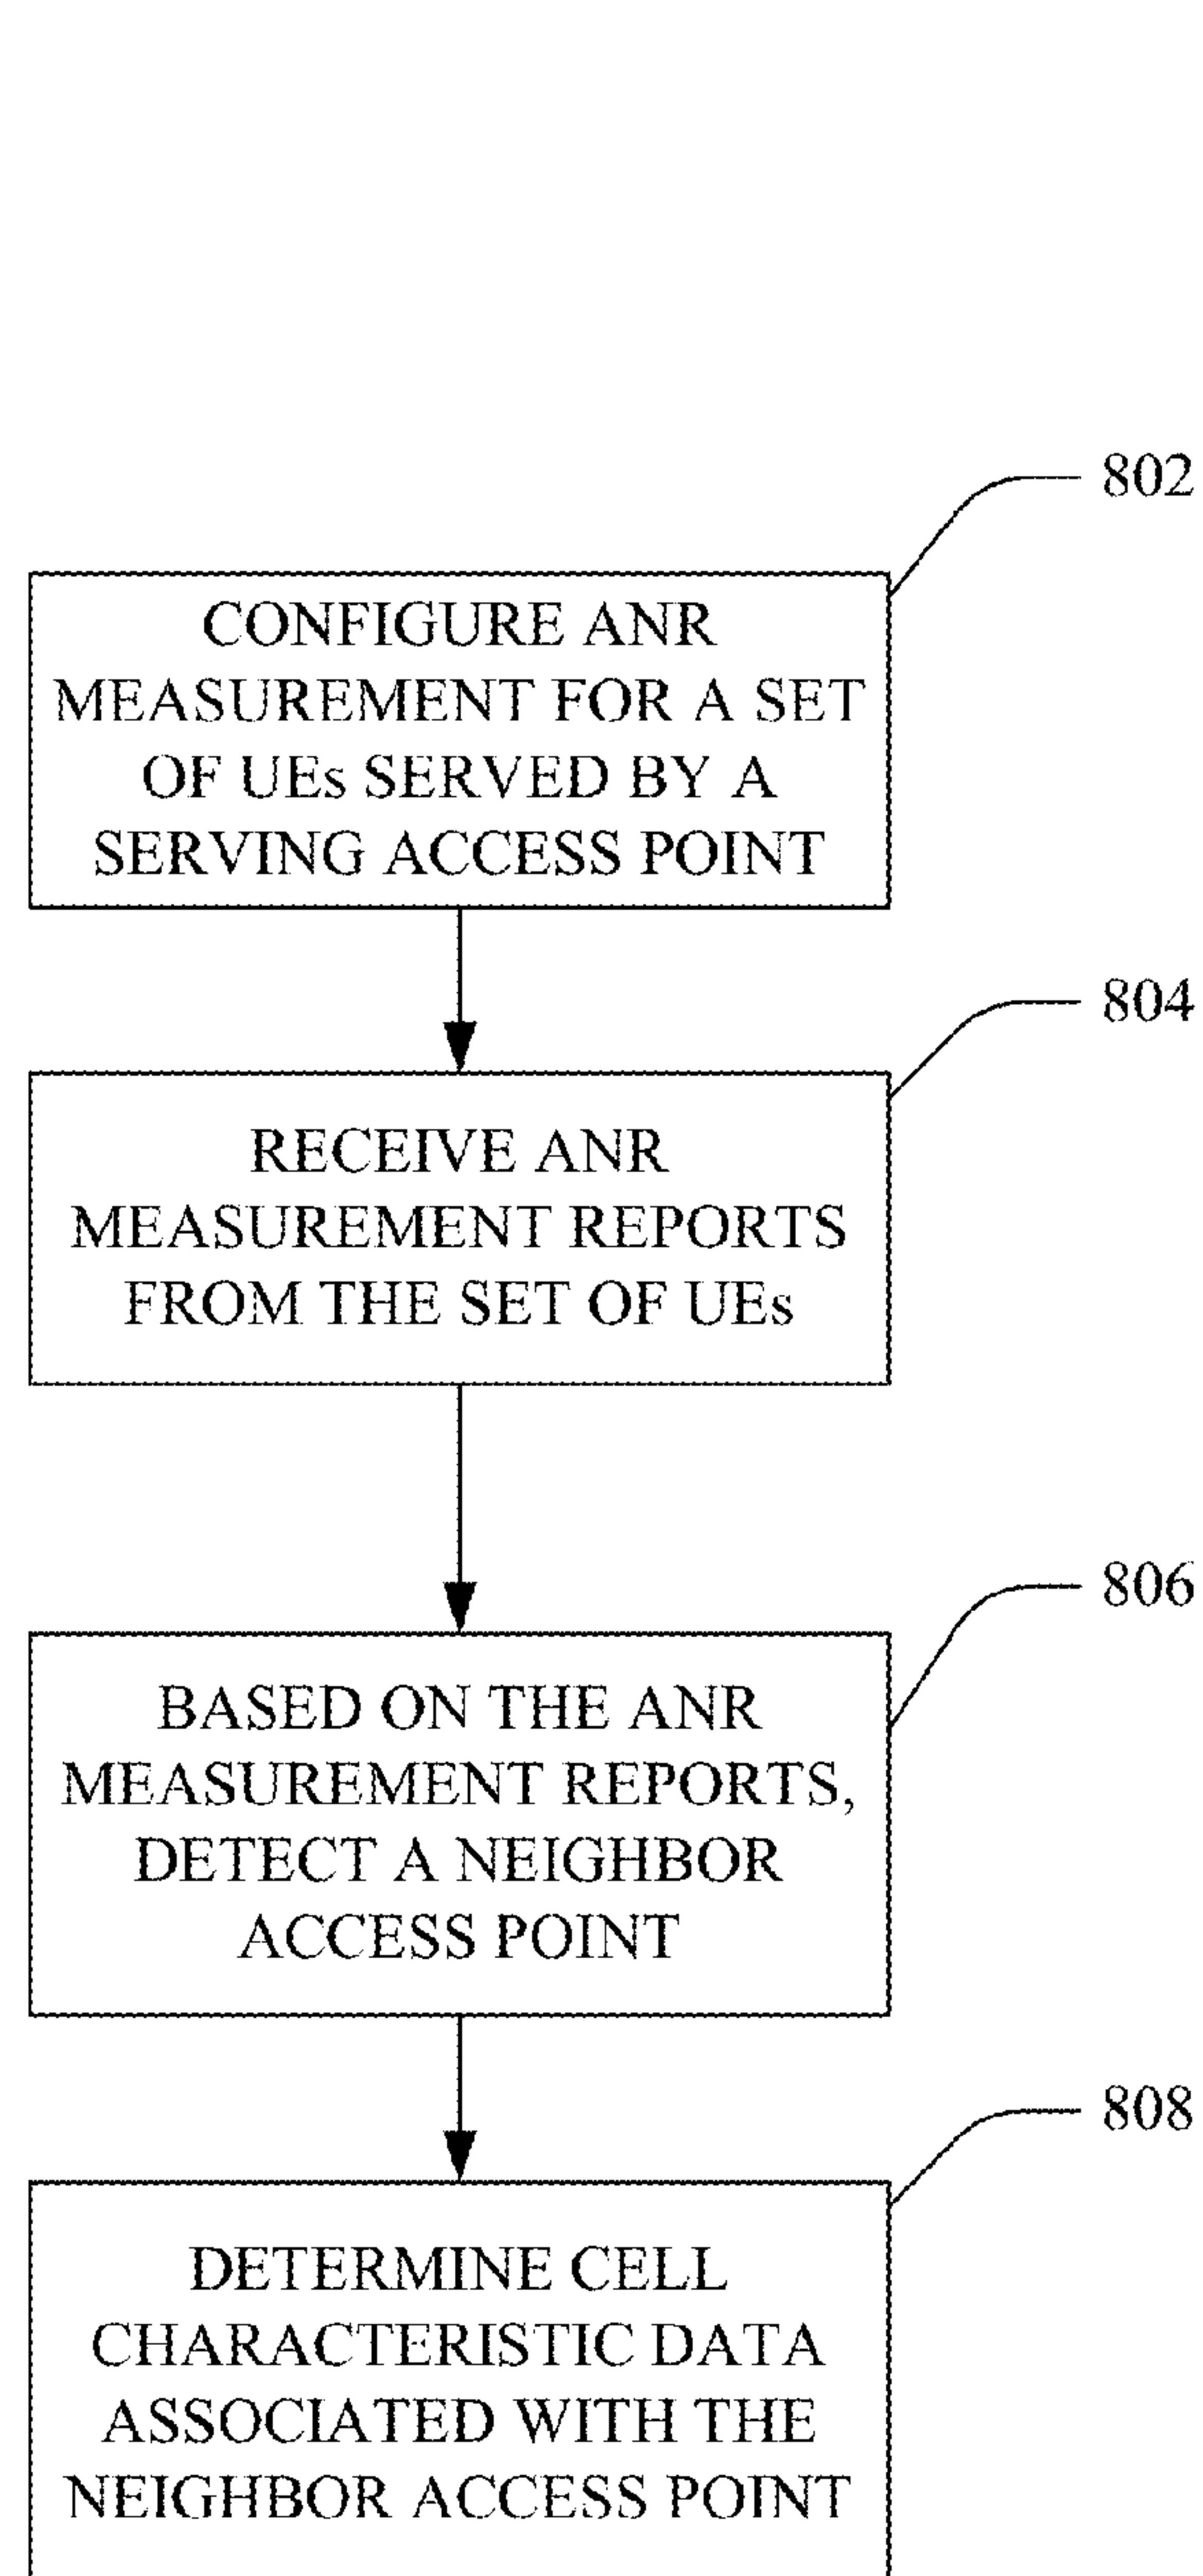 802
CONFIGURE ANR
MEASUREMENT FOR A SET
OF UEs SERVED BY A
SERVING ACCESS POINT
804
RECEIVE ANR
MEASUREMENT REPORTS
FROM THE SET OF UEs
806
BASED ON THE ANR
MEASUREMENT REPORTS,
DETECT A NEIGHBOR
ACCESS POINT
808
DETERMINE CELL
CHARACTERISTIC DATA
ASSOCIATED WITH THE
NEIGHBOR ACCESS POINT